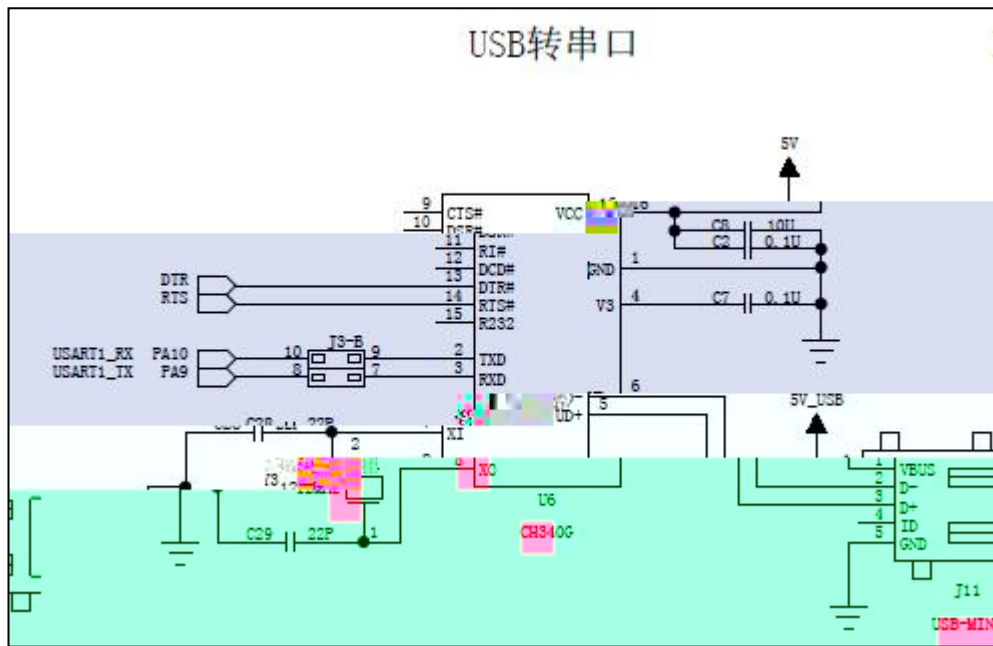 USB转串口
5V
9 CTS# VCC 16
10 DSR#
C8 10U
11 RI# C2 0.1U
12 DCD# GND 1
DTR 13 DTR#
RTS 14 RTS# V3 4 C7 0.1U
15 R232
J3-B
USART1_RX PA10 10 9 2 TXD
USART1_TX PA9 8 7 3 RXD
6
UD+ 5 5V_USB
XI
2
XO 1 VBUS
2 D-
U6 3 D+
C29 22P 1 CH340G 4 ID
5 GND
J11
USB-MIN